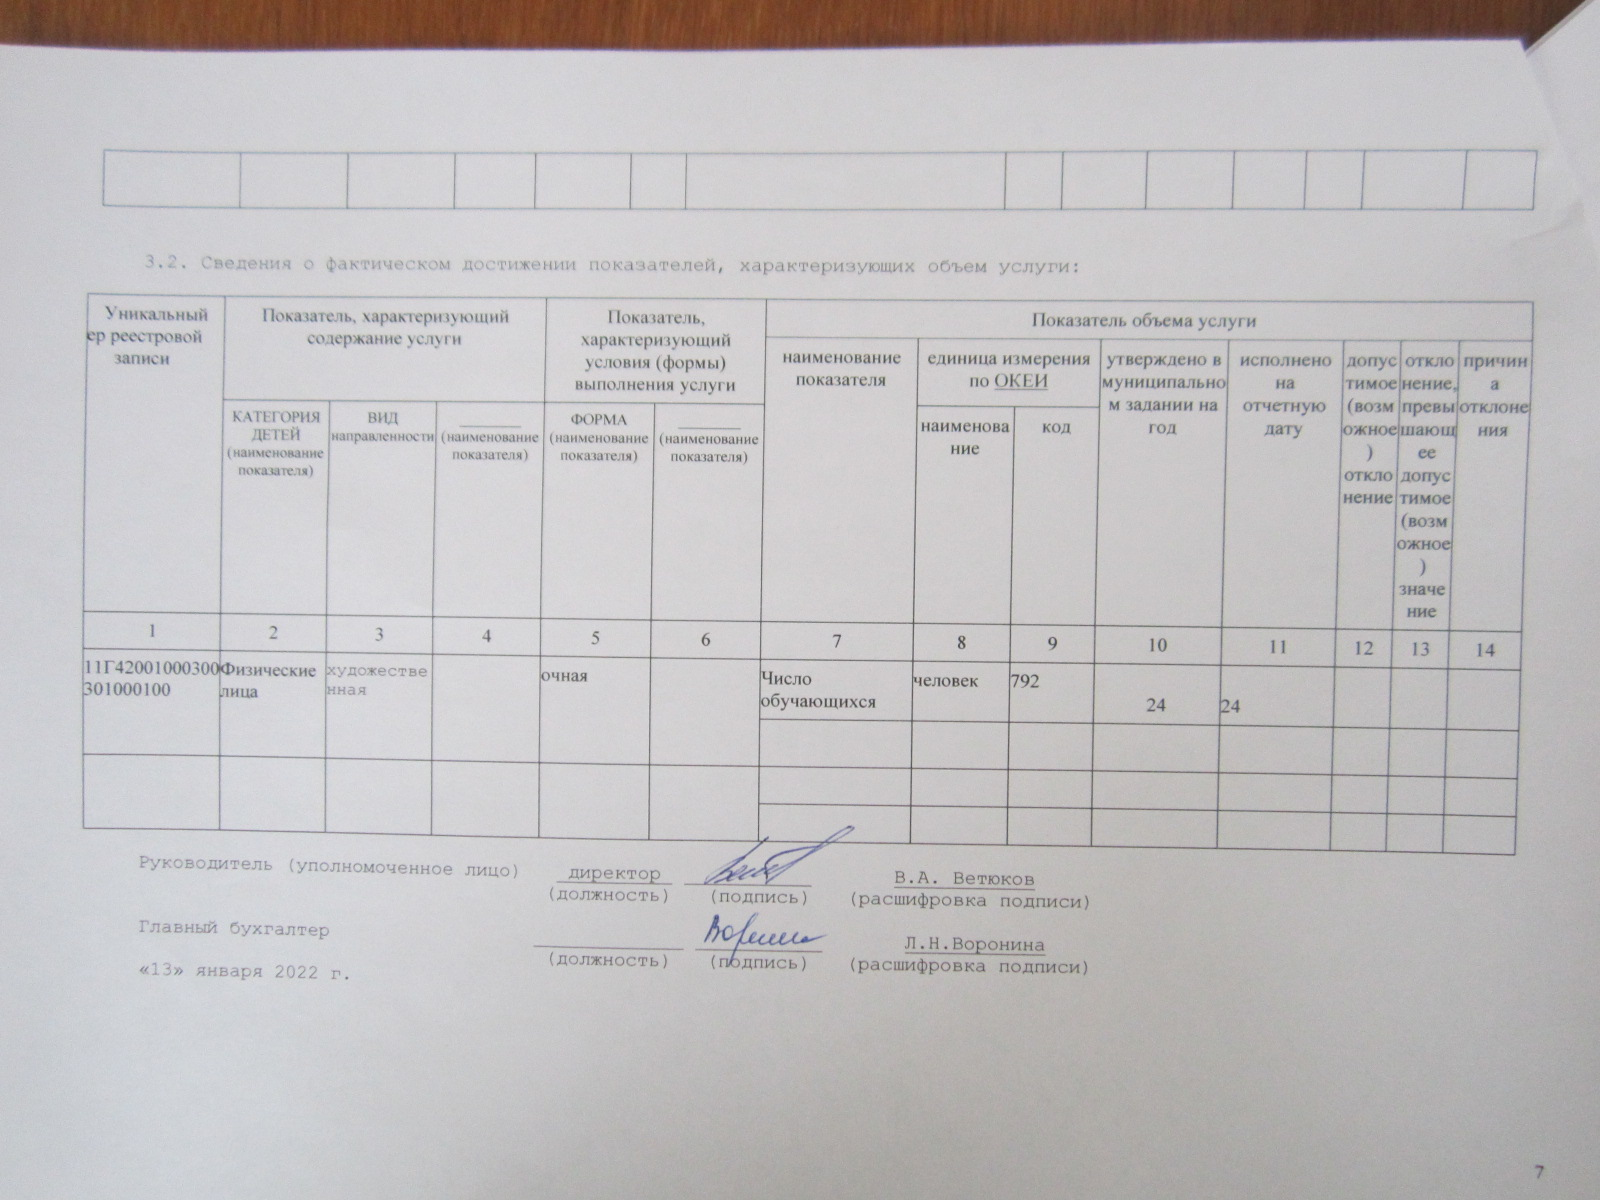 3.2. Сведения о фактическом достижении показателей, характеризующих объем услуги:
Уникальный
ер реестровой
записи
Показатель, характеризующий
содержание услуги
Показатель,
характеризующий
условия (формы)
выполнения услуги
Показатель объема услуги
наименование
показателя
единица измерения
по ОКЕИ
утверждено в
муниципально
м задании на
год
исполнено
на
отчетную
дату
допус
тимое
(возм
ожное
)
откло
нение
откло
нение,
превы
шающ
ее
допус
тимое
(возм
ожное
)
значе
ние
причин
а
отклоне
ния
КАТЕГОРИЯ
ДЕТЕЙ
(наименование
показателя)
ВИД
направленности
(наименование
показателя)
ФОРМА
(наименование
показателя)
(наименование
показателя)
наименова
ние
код
1 2 3 4 5 6 7 8 9 10 11 12 13 14
11Г42001000300
301000100
Физические
лица
художестве
нная
очная
Число
обучающихся
человек
792
24
24
Руководитель (уполномоченное лицо) директор В.А. Ветюков
(должность) (подпись) (расшифровка подписи)
Главный бухгалтер Л.Н.Воронина
(должность) (подпись) (расшифровка подписи)
«13» января 2022 г.
7